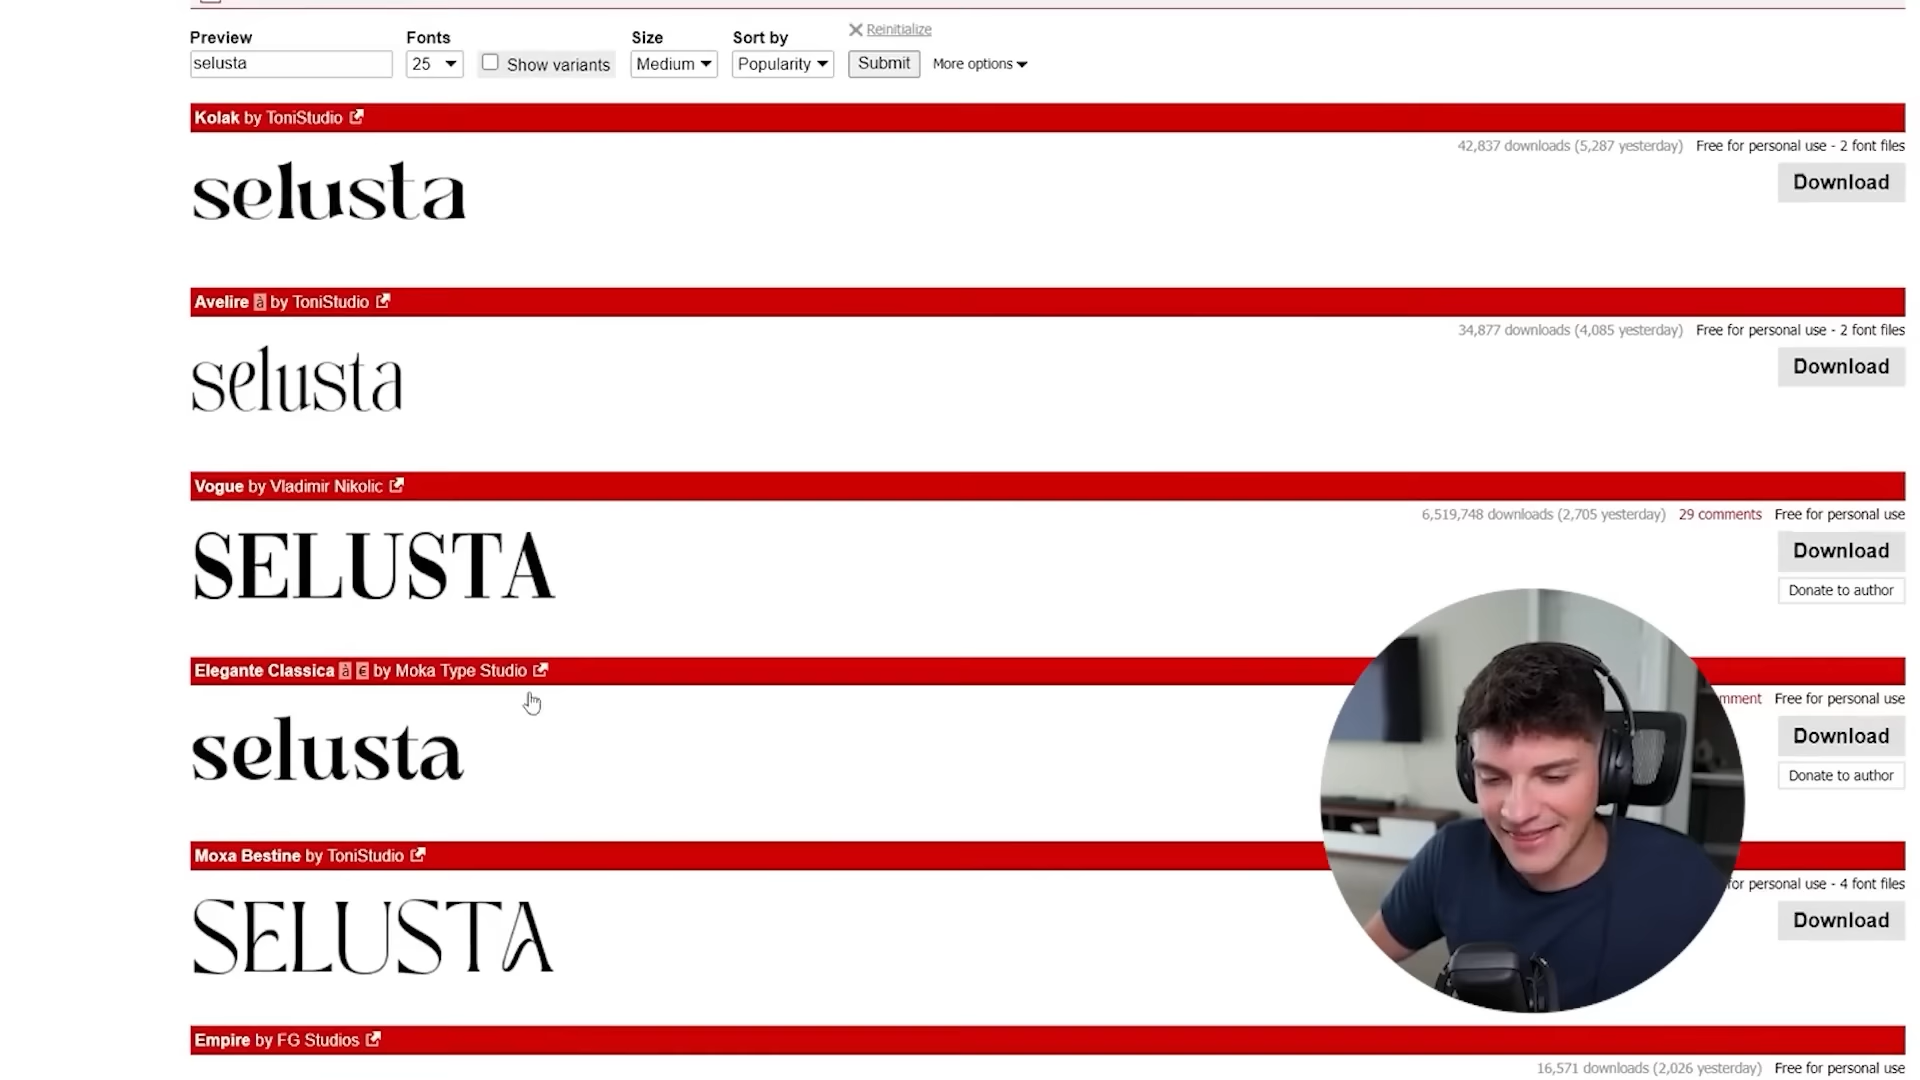 Preview
Fonts
Size
Sort by
Reinitialize
selusta
25
Show variants
Medium
Popularity
Submit
More options
Kolak by ToniStudio
42,837 downloads (5,287 yesterday) Free for personal use - 2 font files
selusta
Download
Avelire à by ToniStudio
34,877 downloads (4,085 yesterday) Free for personal use - 2 font files
selusta
Download
Vogue by Vladimir Nikolic
6,519,748 downloads (2,705 yesterday) 29 comments Free for personal use
SELUSTA
Download
Donate to author
Elegante Classica à € by Moka Type Studio
Free for personal use
selusta
Download
Donate to author
Moxa Bestine by ToniStudio
for personal use - 4 font files
SELUSTA
Download
Empire by FG Studios
16,571 downloads (2,026 yesterday) Free for personal use